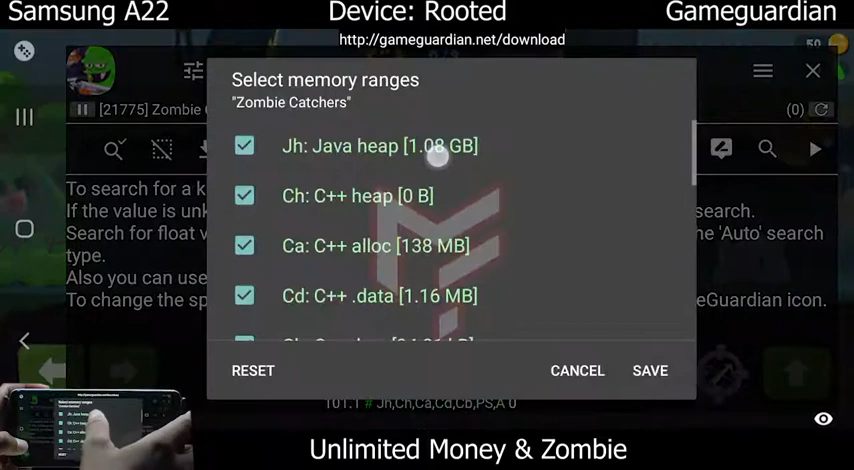 Samsung A22
Device: Rooted
Gameguardian
http://gameguardian.net/download
50
Select memory ranges
"Zombie Catchers"
[21775] Zombie C
(0)
Jh: Java heap [1.08 GB]
Ch: C++ heap [0 B]
Ca: C++ alloc [138 MB]
Cd: C++ .data [1.16 MB]
To search for a k
If the value is unk
search.
Search for float v
the 'Auto' search
type.
Also you can use
To change the sp
eGuardian icon.
RESET
CANCEL
SAVE
101.1 # Jh,Ch,Ca,Cd,Cb,PS,A 0
Unlimited Money & Zombie